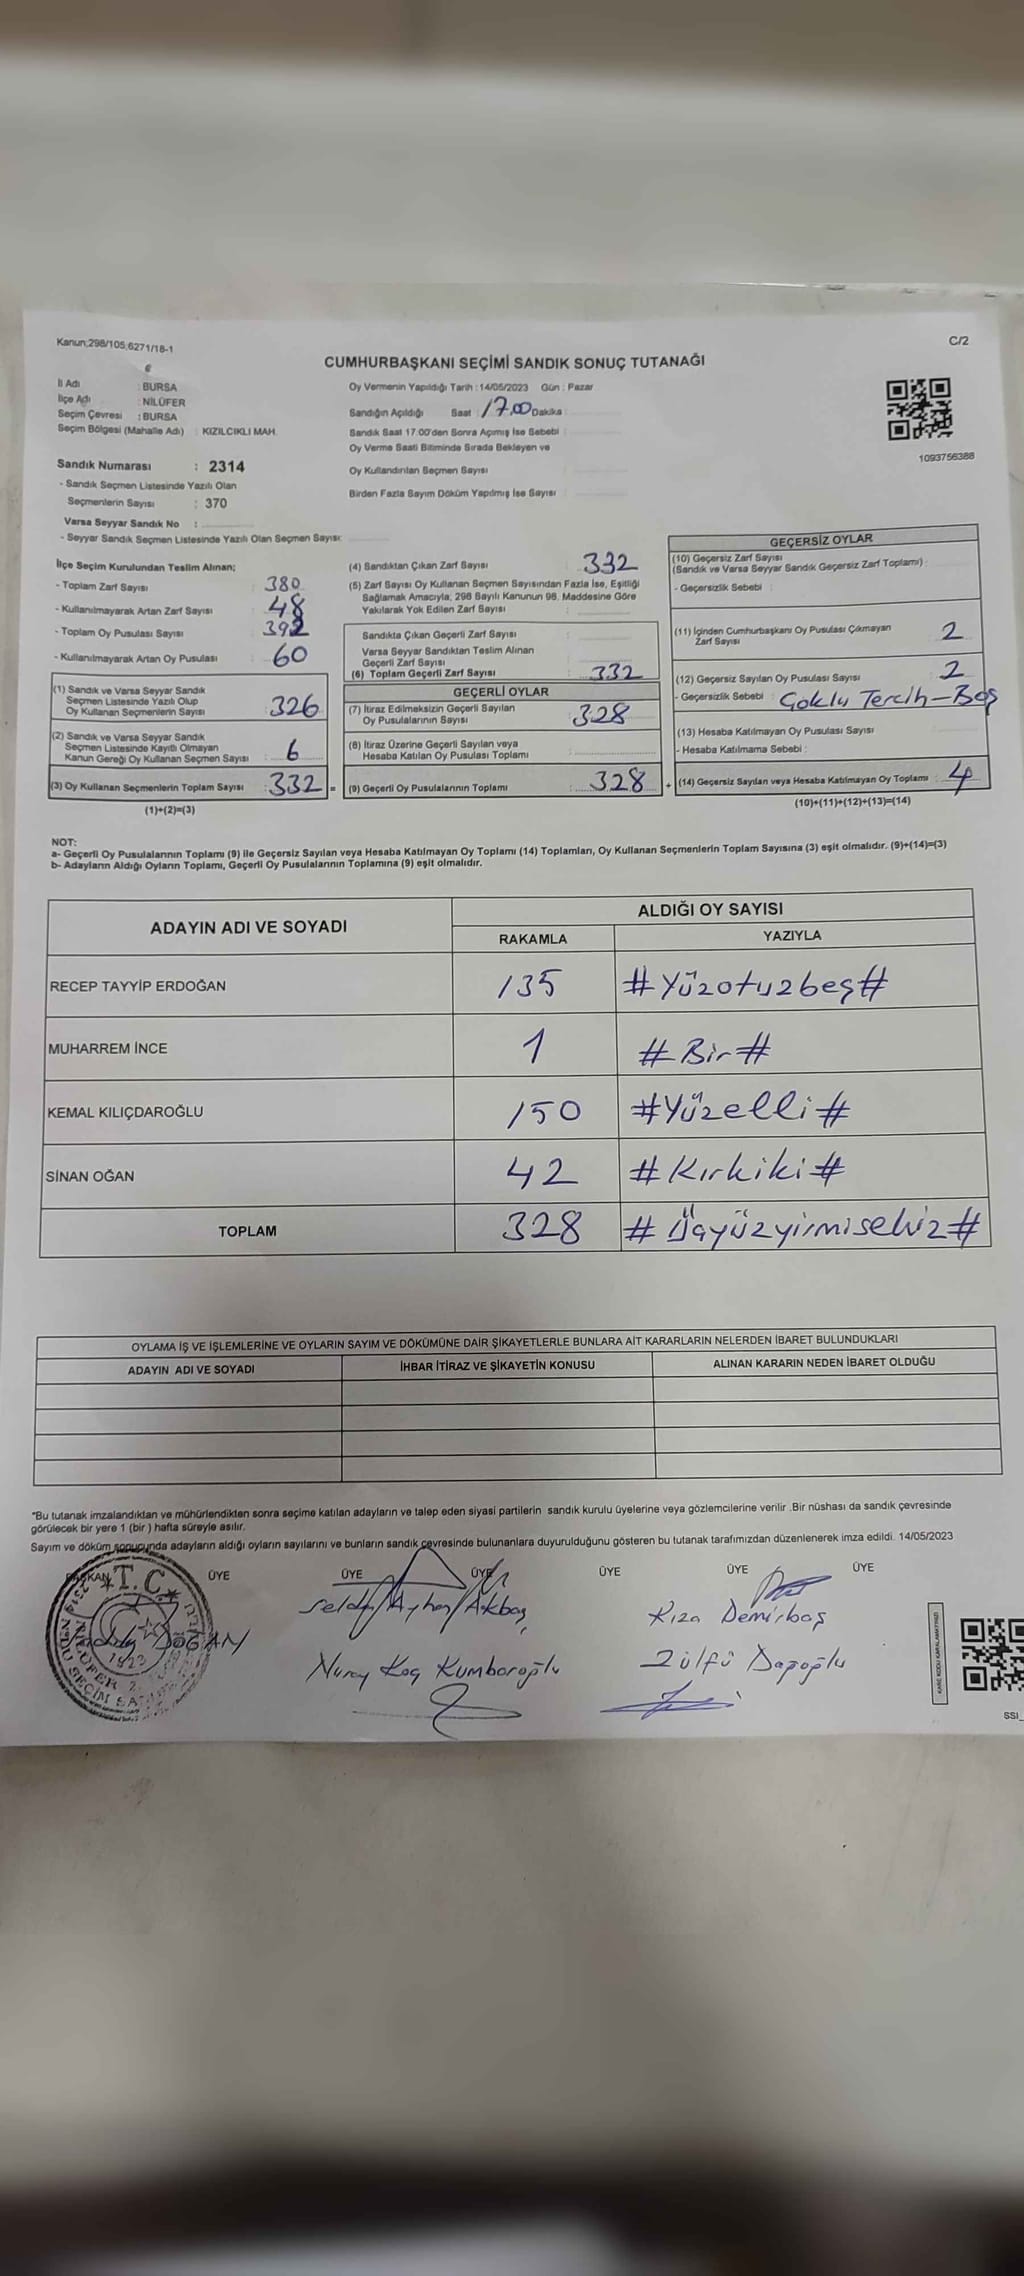 Kanun;298/105,6271/18-1
C/2
CUMHURBAŞKANI SEÇİMİ SANDIK SONUÇ TUTANAĞI
İl Adı : BURSA
İlçe Adı : NİLÜFER
Seçim Çevresi : BURSA
Seçim Bölgesi (Mahalle Adı) : KIZILCIKLI MAH.
Oy Vermenin Yapıldığı Tarih : 14/05/2023 Gün : Pazar
Sandığın Açıldığı Saat : 17.00 Dakika :
Sandık Saat 17:00'den Sonra Açımış İse Sebebi :
Oy Verme Saati Bitiminde Sırada Bekleyen ve
Oy Kullandırılan Seçmen Sayısı
Birden Fazla Sayım Döküm Yapılmış İse Sayısı :
1093756388
Sandık Numarası : 2314
- Sandık Seçmen Listesinde Yazılı Olan
Seçmenlerin Sayısı : 370
Varsa Seyyar Sandık No :
- Seyyar Sandık Seçmen Listesinde Yazılı Olan Seçmen Sayısı:
İlçe Seçim Kurulundan Teslim Alınan;
- Toplam Zarf Sayısı : 380
- Kullanılmayarak Artan Zarf Sayısı : 48
- Toplam Oy Pusulası Sayısı : 392
- Kullanılmayarak Artan Oy Pusulası : 60
(1) Sandık ve Varsa Seyyar Sandık
Seçmen Listesinde Yazılı Olup
Oy Kullanan Seçmenlerin Sayısı : 326
(2) Sandık ve Varsa Seyyar Sandık
Seçmen Listesinde Kayıtlı Olmayan
Kanun Gereği Oy Kullanan Seçmen Sayısı : 6
(3) Oy Kullanan Seçmenlerin Toplam Sayısı : 332 =
(1)+(2)=(3)
(4) Sandıktan Çıkan Zarf Sayısı : 332
(5) Zarf Sayısı Oy Kullanan Seçmen Sayısından Fazla İse, Eşitliği
Sağlamak Amacıyla, 298 Sayılı Kanunun 98. Maddesine Göre
Yakılarak Yok Edilen Zarf Sayısı :
Sandıkta Çıkan Geçerli Zarf Sayısı :
Varsa Seyyar Sandıktan Teslim Alınan
Geçerli Zarf Sayısı :
(6) Toplam Geçerli Zarf Sayısı : 332
GEÇERLİ OYLAR
(7) İtiraz Edilmeksizin Geçerli Sayılan
Oy Pusulalarının Sayısı : 328
(8) İtiraz Üzerine Geçerli Sayılan veya
Hesaba Katılan Oy Pusulası Toplamı :
(9) Geçerli Oy Pusulalarının Toplamı : 328 +
GEÇERSİZ OYLAR
(10) Geçersiz Zarf Sayısı
(Sandık ve Varsa Seyyar Sandık Geçersiz Zarf Toplamı) :
- Geçersizlik Sebebi :
(11) İçinden Cumhurbaşkanı Oy Pusulası Çıkmayan
Zarf Sayısı : 2
(12) Geçersiz Sayılan Oy Pusulası Sayısı : 2
- Geçersizlik Sebebi : Çoklu Tercih-Boş
(13) Hesaba Katılmayan Oy Pusulası Sayısı :
- Hesaba Katılmama Sebebi :
(14) Geçersiz Sayılan veya Hesaba Katılmayan Oy Toplamı : 4
(10)+(11)+(12)+(13)=(14)
NOT:
a- Geçerli Oy Pusulalarının Toplamı (9) ile Geçersiz Sayılan veya Hesaba Katılmayan Oy Toplamı (14) Toplamları, Oy Kullanan Seçmenlerin Toplam Sayısına (3) eşit olmalıdır. (9)+(14)=(3)
b- Adayların Aldığı Oyların Toplamı, Geçerli Oy Pusulalarının Toplamına (9) eşit olmalıdır.
ADAYIN ADI VE SOYADI
ALDIĞI OY SAYISI
RAKAMLA YAZIYLA
RECEP TAYYİP ERDOĞAN 135 #Yüzotuzbeş#
MUHARREM İNCE 1 #Bir#
KEMAL KILIÇDAROĞLU 150 #Yüzelli#
SİNAN OĞAN 42 #Kırkiki#
TOPLAM 328 #Üçyüzyirmisekiz#
OYLAMA İŞ VE İŞLEMLERİNE VE OYLARIN SAYIM VE DÖKÜMÜNE DAİR ŞİKAYETLERLE BUNLARA AİT KARARLARIN NELERDEN İBARET BULUNDUKLARI
ADAYIN ADI VE SOYADI İHBAR İTİRAZ VE ŞİKAYETİN KONUSU ALINAN KARARIN NEDEN İBARET OLDUĞU
"Bu tutanak imzalandıktan ve mühürlendikten sonra seçime katılan adayların ve talep eden siyasi partilerin sandık kurulu üyelerine veya gözlemcilerine verilir .Bir nüshası da sandık çevresinde
görülecek bir yere 1 (bir ) hafta süreyle asılır.
Sayım ve döküm sonucunda adayların aldığı oyların sayılarını ve bunların sandık çevresinde bulunanlara duyurulduğunu gösteren bu tutanak tarafımızdan düzenlenerek imza edildi. 14/05/2023
BAŞKAN ÜYE ÜYE ÜYE ÜYE ÜYE ÜYE
T.C.
1923
DOĞAN
Akbaş
Rıza Demirbaş
Nuray Koç Kumbaroğlu
Zülfü
KARE KODU KARALAMAYINIZ!
SSI_